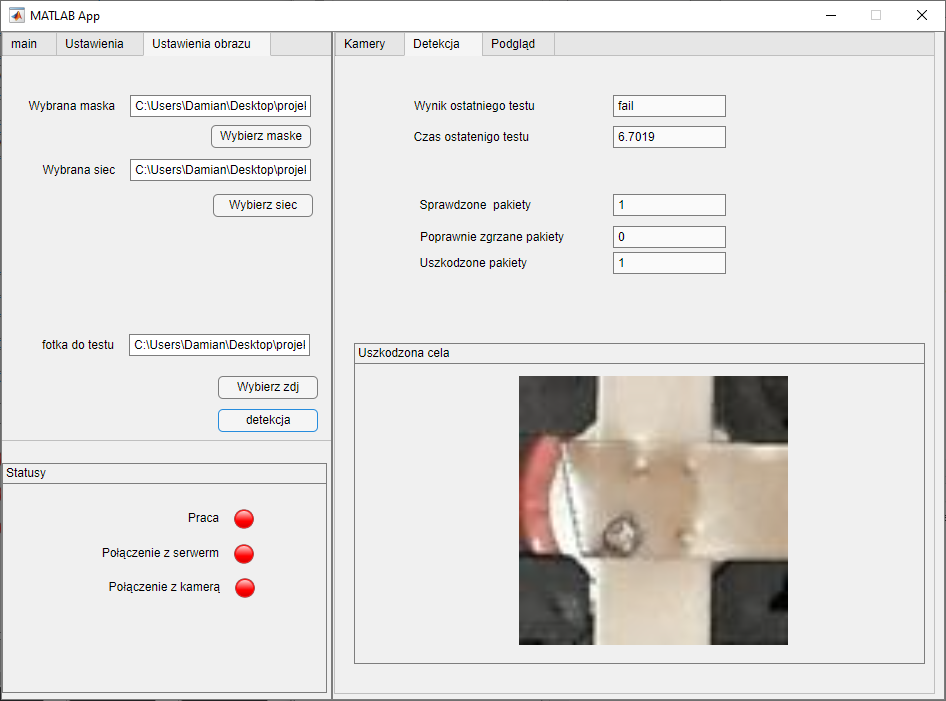 MATLAB App
main Ustawienia Ustawienia obrazu
Wybrana maska C:\Users\Damian\Desktop\projel
Wybierz maske
Wybrana siec C:\Users\Damian\Desktop\projel
Wybierz siec
fotka do testu C:\Users\Damian\Desktop\projel
Wybierz zdj
detekcja
Statusy
Praca
Połączenie z serwerm
Połączenie z kamerą
Kamery Detekcja Podgląd
Wynik ostatniego testu fail
Czas ostatenigo testu 6.7019
Sprawdzone pakiety 1
Poprawnie zgrzane pakiety 0
Uszkodzone pakiety 1
Uszkodzona cela